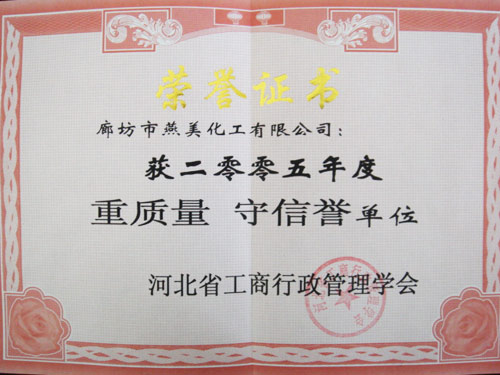 荣誉证书
廊坊市燕美化工有限公司：
获二零零五年度
重质量 守信誉单位
河北省工商行政管理学会